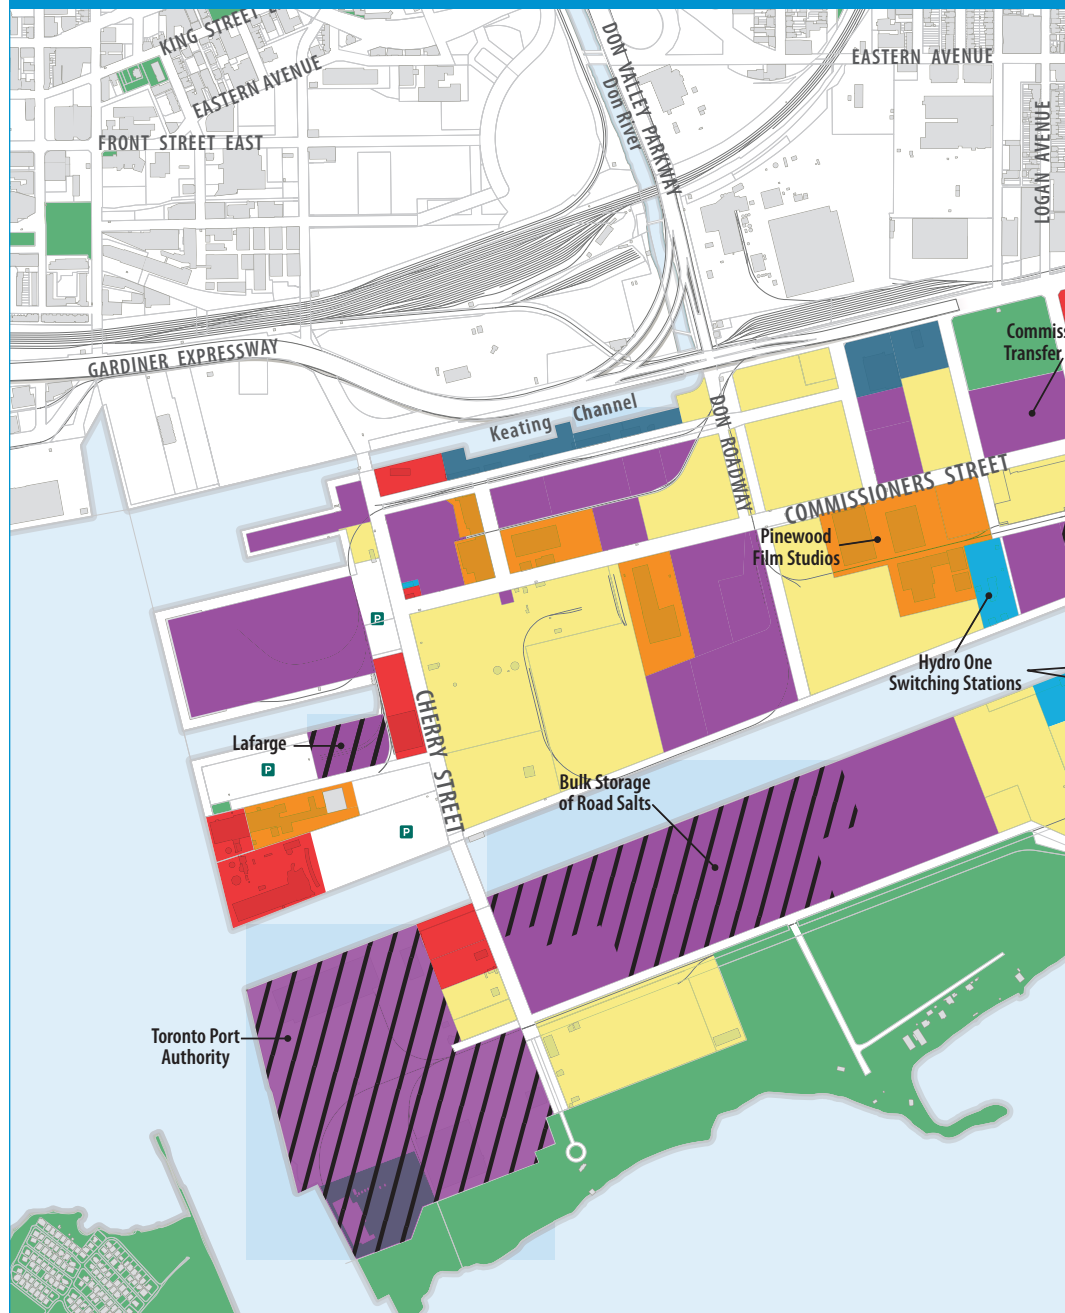 KING STREET E
EASTERN AVENUE
FRONT STREET EAST
DON VALLEY PARKWAY
Don River
EASTERN AVENUE
LOGAN AVENUE
GARDINER EXPRESSWAY
Commiss
Transfer
Keating Channel
DON ROADWAY
COMMISSIONERS STREET
Pinewood
Film Studios
P
Hydro One
Switching Stations
CHERRY STREET
Lafarge
P
Bulk Storage
of Road Salts
P
Toronto Port
Authority